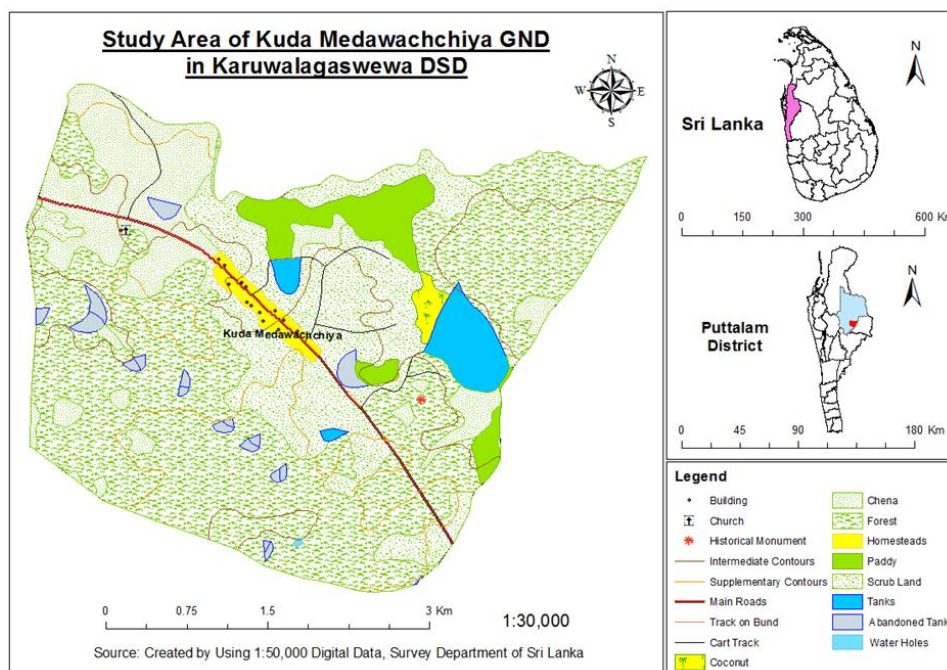 Study Area of Kuda Medawachchiya GND
in Karuwalagaswewa DSD
N
W E
S
Kuda Medawachchiya
0 0.75 1.5 3 Km
1:30,000
Source: Created by Using 1:50,000 Digital Data, Survey Department of Sri Lanka
N
Sri Lanka
0 150 300 600 Km
N
Puttalam
District
0 45 90 180 Km
Legend
Building
Church
Historical Monument
Intermediate Contours
Supplementary Contours
Main Roads
Track on Bund
Cart Track
Coconut
Chena
Forest
Homesteads
Paddy
Scrub Land
Tanks
Abandoned Tank
Water Holes